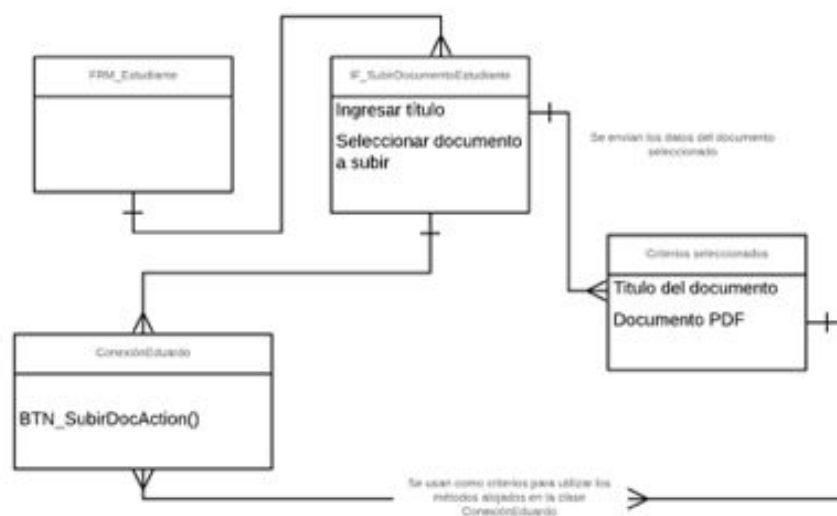 FRM_Estudiante
IF_SubirDocumentoEstudiante
Ingresar título
Seleccionar documento
a subir
Se envían los datos del documento
seleccionado
Criterios seleccionados
Titulo del documento
Documento PDF
ConexiónEduardo
BTN_SubirDocAction()
Se usan como criterios para utilizar los
métodos alojados en la clase
ConexiónEduardo